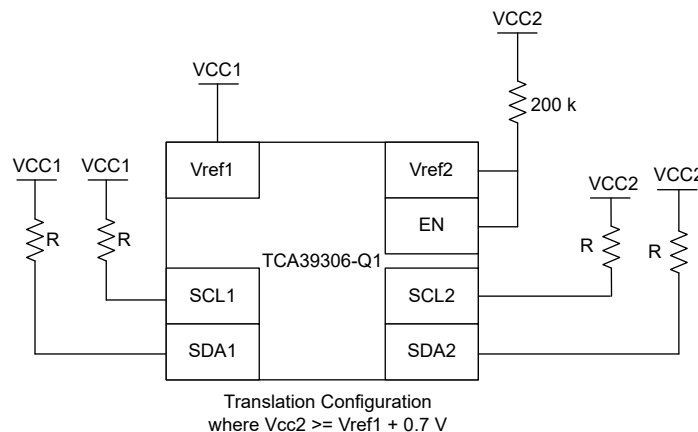 VCC2
VCC1
200 k
VCC1 VCC1
Vref1
Vref2
VCC2 VCC2
EN
R R
R R
TCA39306-Q1
SCL1
SCL2
SDA1
SDA2
Translation Configuration
where Vcc2 >= Vref1 + 0.7 V